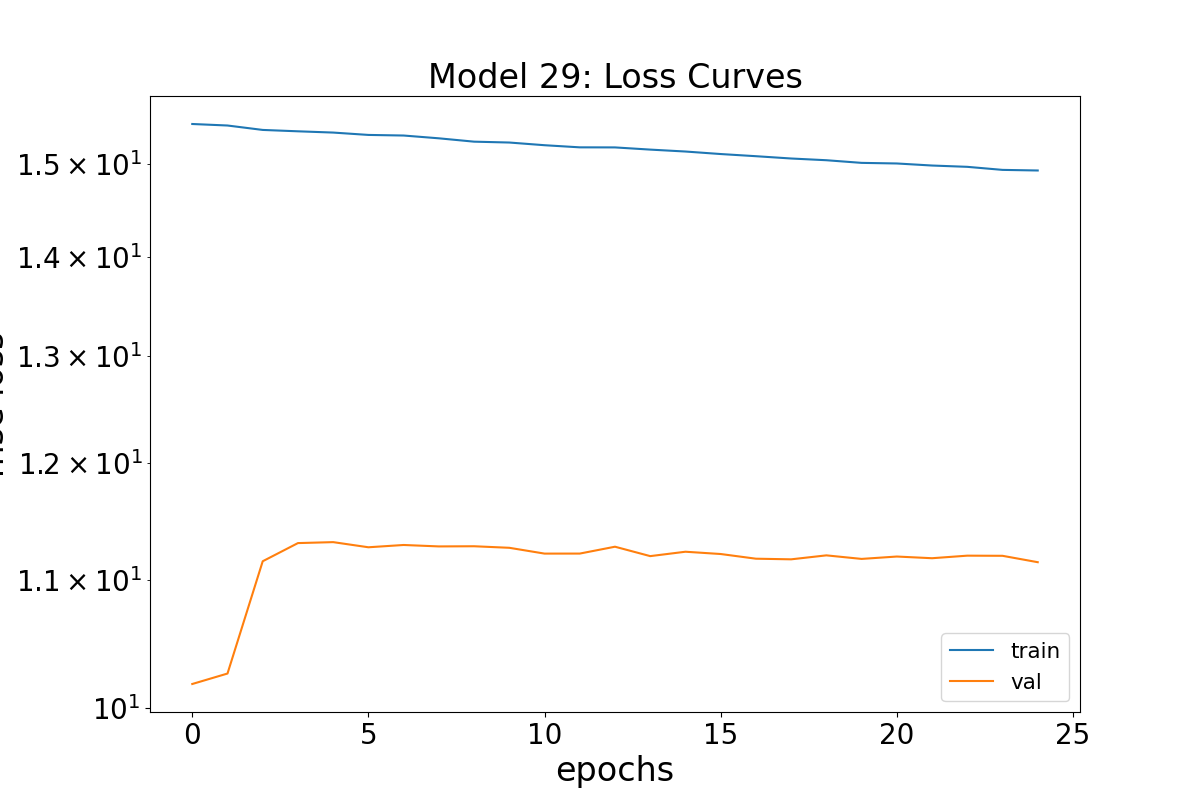 Model 29: Loss Curves
1.5 × 10¹
1.4 × 10¹
1.3 × 10¹
1.2 × 10¹
1.1 × 10¹
10¹
train
val
0 5 10 15 20 25
epochs